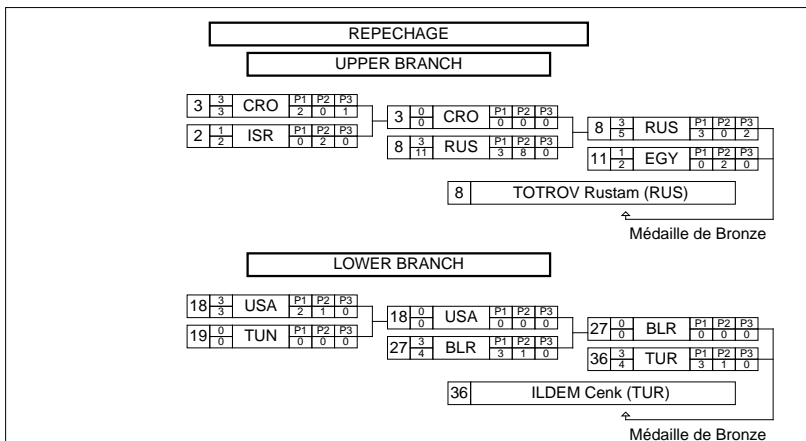 REPECHAGE
UPPER BRANCH
3 3 3 CRO P1 P2 P3 2 0 1
2 1 2 ISR P1 P2 P3 0 2 0
3 0 0 CRO P1 P2 P3 0 0 0
8 3 11 RUS P1 P2 P3 3 8 0
8 3 5 RUS P1 P2 P3 3 0 2
11 1 2 EGY P1 P2 P3 0 2 0
8 TOTROV Rustam (RUS)
Médaille de Bronze
LOWER BRANCH
18 3 3 USA P1 P2 P3 2 1 0
19 0 0 TUN P1 P2 P3 0 0 0
18 0 0 USA P1 P2 P3 0 0 0
27 3 4 BLR P1 P2 P3 3 1 0
27 0 0 BLR P1 P2 P3 0 0 0
36 3 4 TUR P1 P2 P3 3 1 0
36 ILDEM Cenk (TUR)
Médaille de Bronze